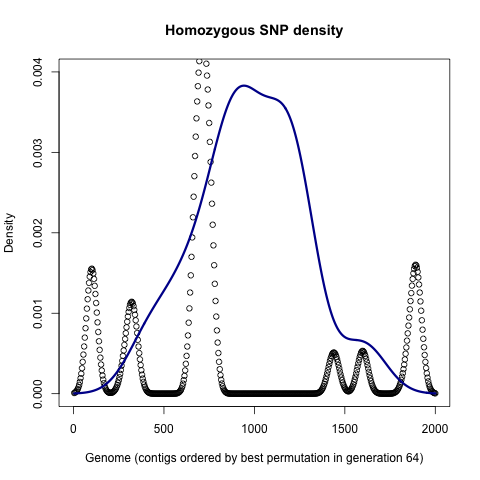 Homozygous SNP density
Density
0.004
0.003
0.002
0.001
0.000
0 500 1000 1500 2000
Genome (contigs ordered by best permutation in generation 64)